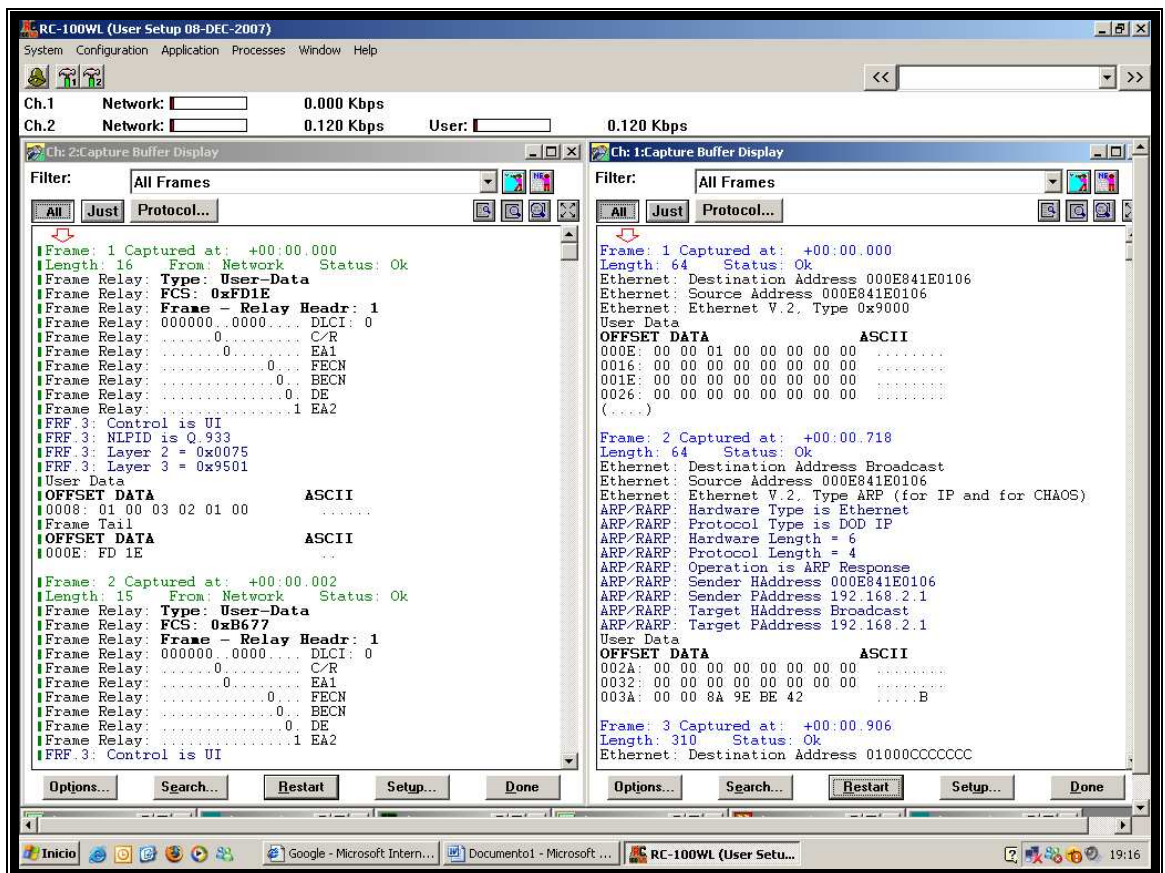 RC-100WL (User Setup 08-DEC-2007)
System Configuration Application Processes Window Help
<< >>
Ch.1 Network: 0.000 Kbps
Ch.2 Network: 0.120 Kbps User: 0.120 Kbps
Ch: 2:Capture Buffer Display
Filter: All Frames
All Just Protocol...
Frame: 1 Captured at: +00:00.000
Length: 16 From: Network Status: Ok
Frame Relay: Type: User-Data
Frame Relay: FCS: 0xFD1E
Frame Relay: Frame - Relay Headr: 1
Frame Relay: 000000..0000.... DLCI: 0
Frame Relay: ......0......... C/R
Frame Relay: .......0........ EA1
Frame Relay: ............0... FECN
Frame Relay: .............0.. BECN
Frame Relay: ..............0. DE
Frame Relay: ...............1 EA2
FRF.3: Control is UI
FRF.3: NLPID is Q.933
FRF.3: Layer 2 = 0x0075
FRF.3: Layer 3 = 0x9501
User Data
OFFSET DATA ASCII
0008: 01 00 03 02 01 00 ......
Frame Tail
OFFSET DATA ASCII
000E: FD 1E ..
Frame: 2 Captured at: +00:00.002
Length: 15 From: Network Status: Ok
Frame Relay: Type: User-Data
Frame Relay: FCS: 0xB677
Frame Relay: Frame - Relay Headr: 1
Frame Relay: 000000..0000.... DLCI: 0
Frame Relay: ......0......... C/R
Frame Relay: .......0........ EA1
Frame Relay: ............0... FECN
Frame Relay: .............0.. BECN
Frame Relay: ..............0. DE
Frame Relay: ...............1 EA2
FRF.3: Control is UI
Options... Search... Restart Setup... Done
Ch: 1:Capture Buffer Display
Filter: All Frames
All Just Protocol...
Frame: 1 Captured at: +00:00.000
Length: 64 Status: Ok
Ethernet: Destination Address 000E841E0106
Ethernet: Source Address 000E841E0106
Ethernet: Ethernet V.2, Type 0x9000
User Data
OFFSET DATA ASCII
000E: 00 00 01 00 00 00 00 00 ........
0016: 00 00 00 00 00 00 00 00 ........
001E: 00 00 00 00 00 00 00 00 ........
0026: 00 00 00 00 00 00 00 00 ........
(....)
Frame: 2 Captured at: +00:00.718
Length: 64 Status: Ok
Ethernet: Destination Address Broadcast
Ethernet: Source Address 000E841E0106
Ethernet: Ethernet V.2, Type ARP (for IP and for CHAOS)
ARP/RARP: Hardware Type is Ethernet
ARP/RARP: Protocol Type is DOD IP
ARP/RARP: Hardware Length = 6
ARP/RARP: Protocol Length = 4
ARP/RARP: Operation is ARP Response
ARP/RARP: Sender HAddress 000E841E0106
ARP/RARP: Sender PAddress 192.168.2.1
ARP/RARP: Target HAddress Broadcast
ARP/RARP: Target PAddress 192.168.2.1
User Data
OFFSET DATA ASCII
002A: 00 00 00 00 00 00 00 00 ........
0032: 00 00 00 00 00 00 00 00 ........
003A: 00 00 8A 9E BE 42 .....B
Frame: 3 Captured at: +00:00.906
Length: 310 Status: Ok
Ethernet: Destination Address 01000CCCCCCC
Options... Search... Restart Setup... Done
Inicio Google - Microsoft Intern... Documento1 - Microsoft ... RC-100WL (User Setu... 19:16